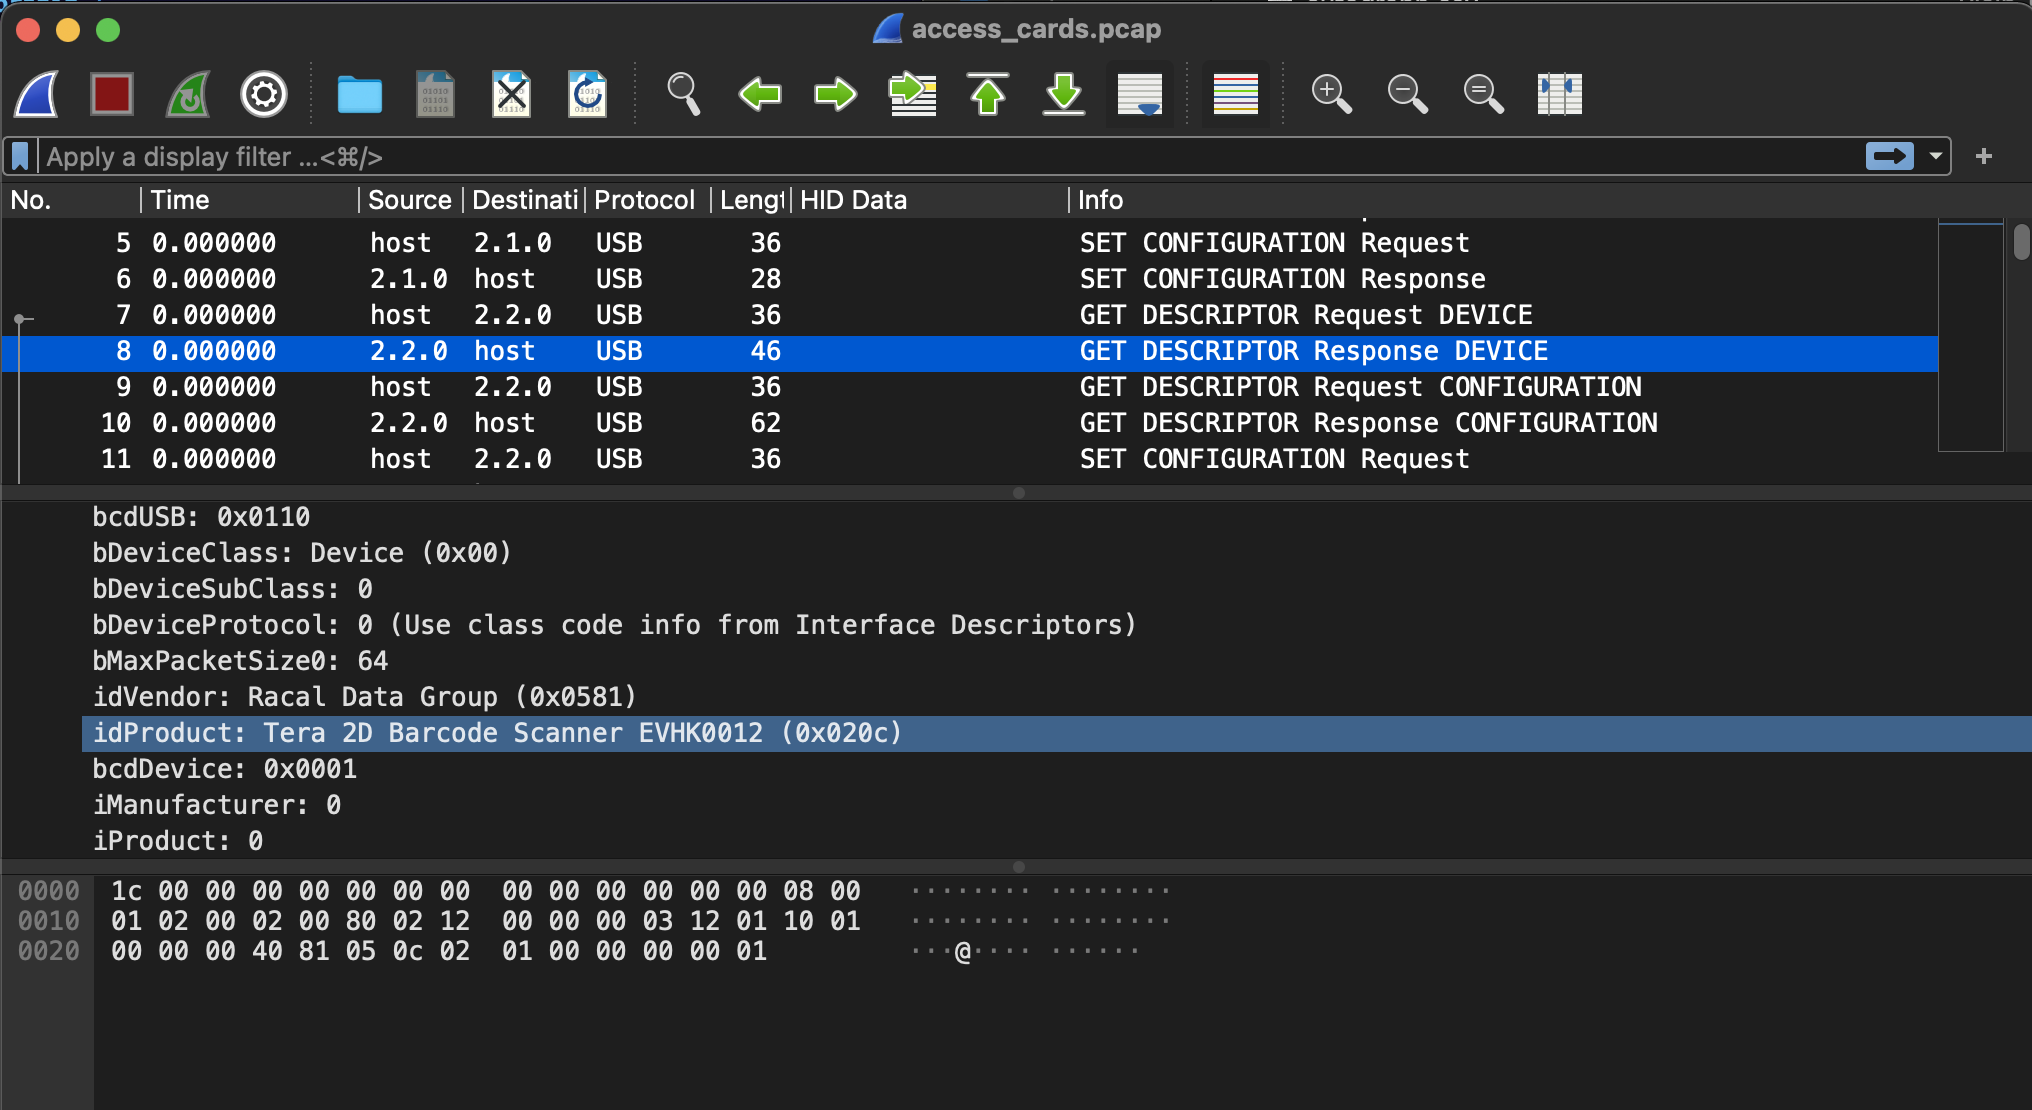 access_cards.pcap
Apply a display filter ...<⌘/>
No. Time Source Destinati Protocol Lengt HID Data Info
5 0.000000 host 2.1.0 USB 36 SET CONFIGURATION Request
6 0.000000 2.1.0 host USB 28 SET CONFIGURATION Response
7 0.000000 host 2.2.0 USB 36 GET DESCRIPTOR Request DEVICE
8 0.000000 2.2.0 host USB 46 GET DESCRIPTOR Response DEVICE
9 0.000000 host 2.2.0 USB 36 GET DESCRIPTOR Request CONFIGURATION
10 0.000000 2.2.0 host USB 62 GET DESCRIPTOR Response CONFIGURATION
11 0.000000 host 2.2.0 USB 36 SET CONFIGURATION Request
bcdUSB: 0x0110
bDeviceClass: Device (0x00)
bDeviceSubClass: 0
bDeviceProtocol: 0 (Use class code info from Interface Descriptors)
bMaxPacketSize0: 64
idVendor: Racal Data Group (0x0581)
idProduct: Tera 2D Barcode Scanner EVHK0012 (0x020c)
bcdDevice: 0x0001
iManufacturer: 0
iProduct: 0
0000 1c 00 00 00 00 00 00 00 00 00 00 00 00 00 08 00 ········ ········
0010 01 02 00 02 00 80 02 12 00 00 00 03 12 01 10 01 ········ ········
0020 00 00 00 40 81 05 0c 02 01 00 00 00 00 01 ···@···· ······